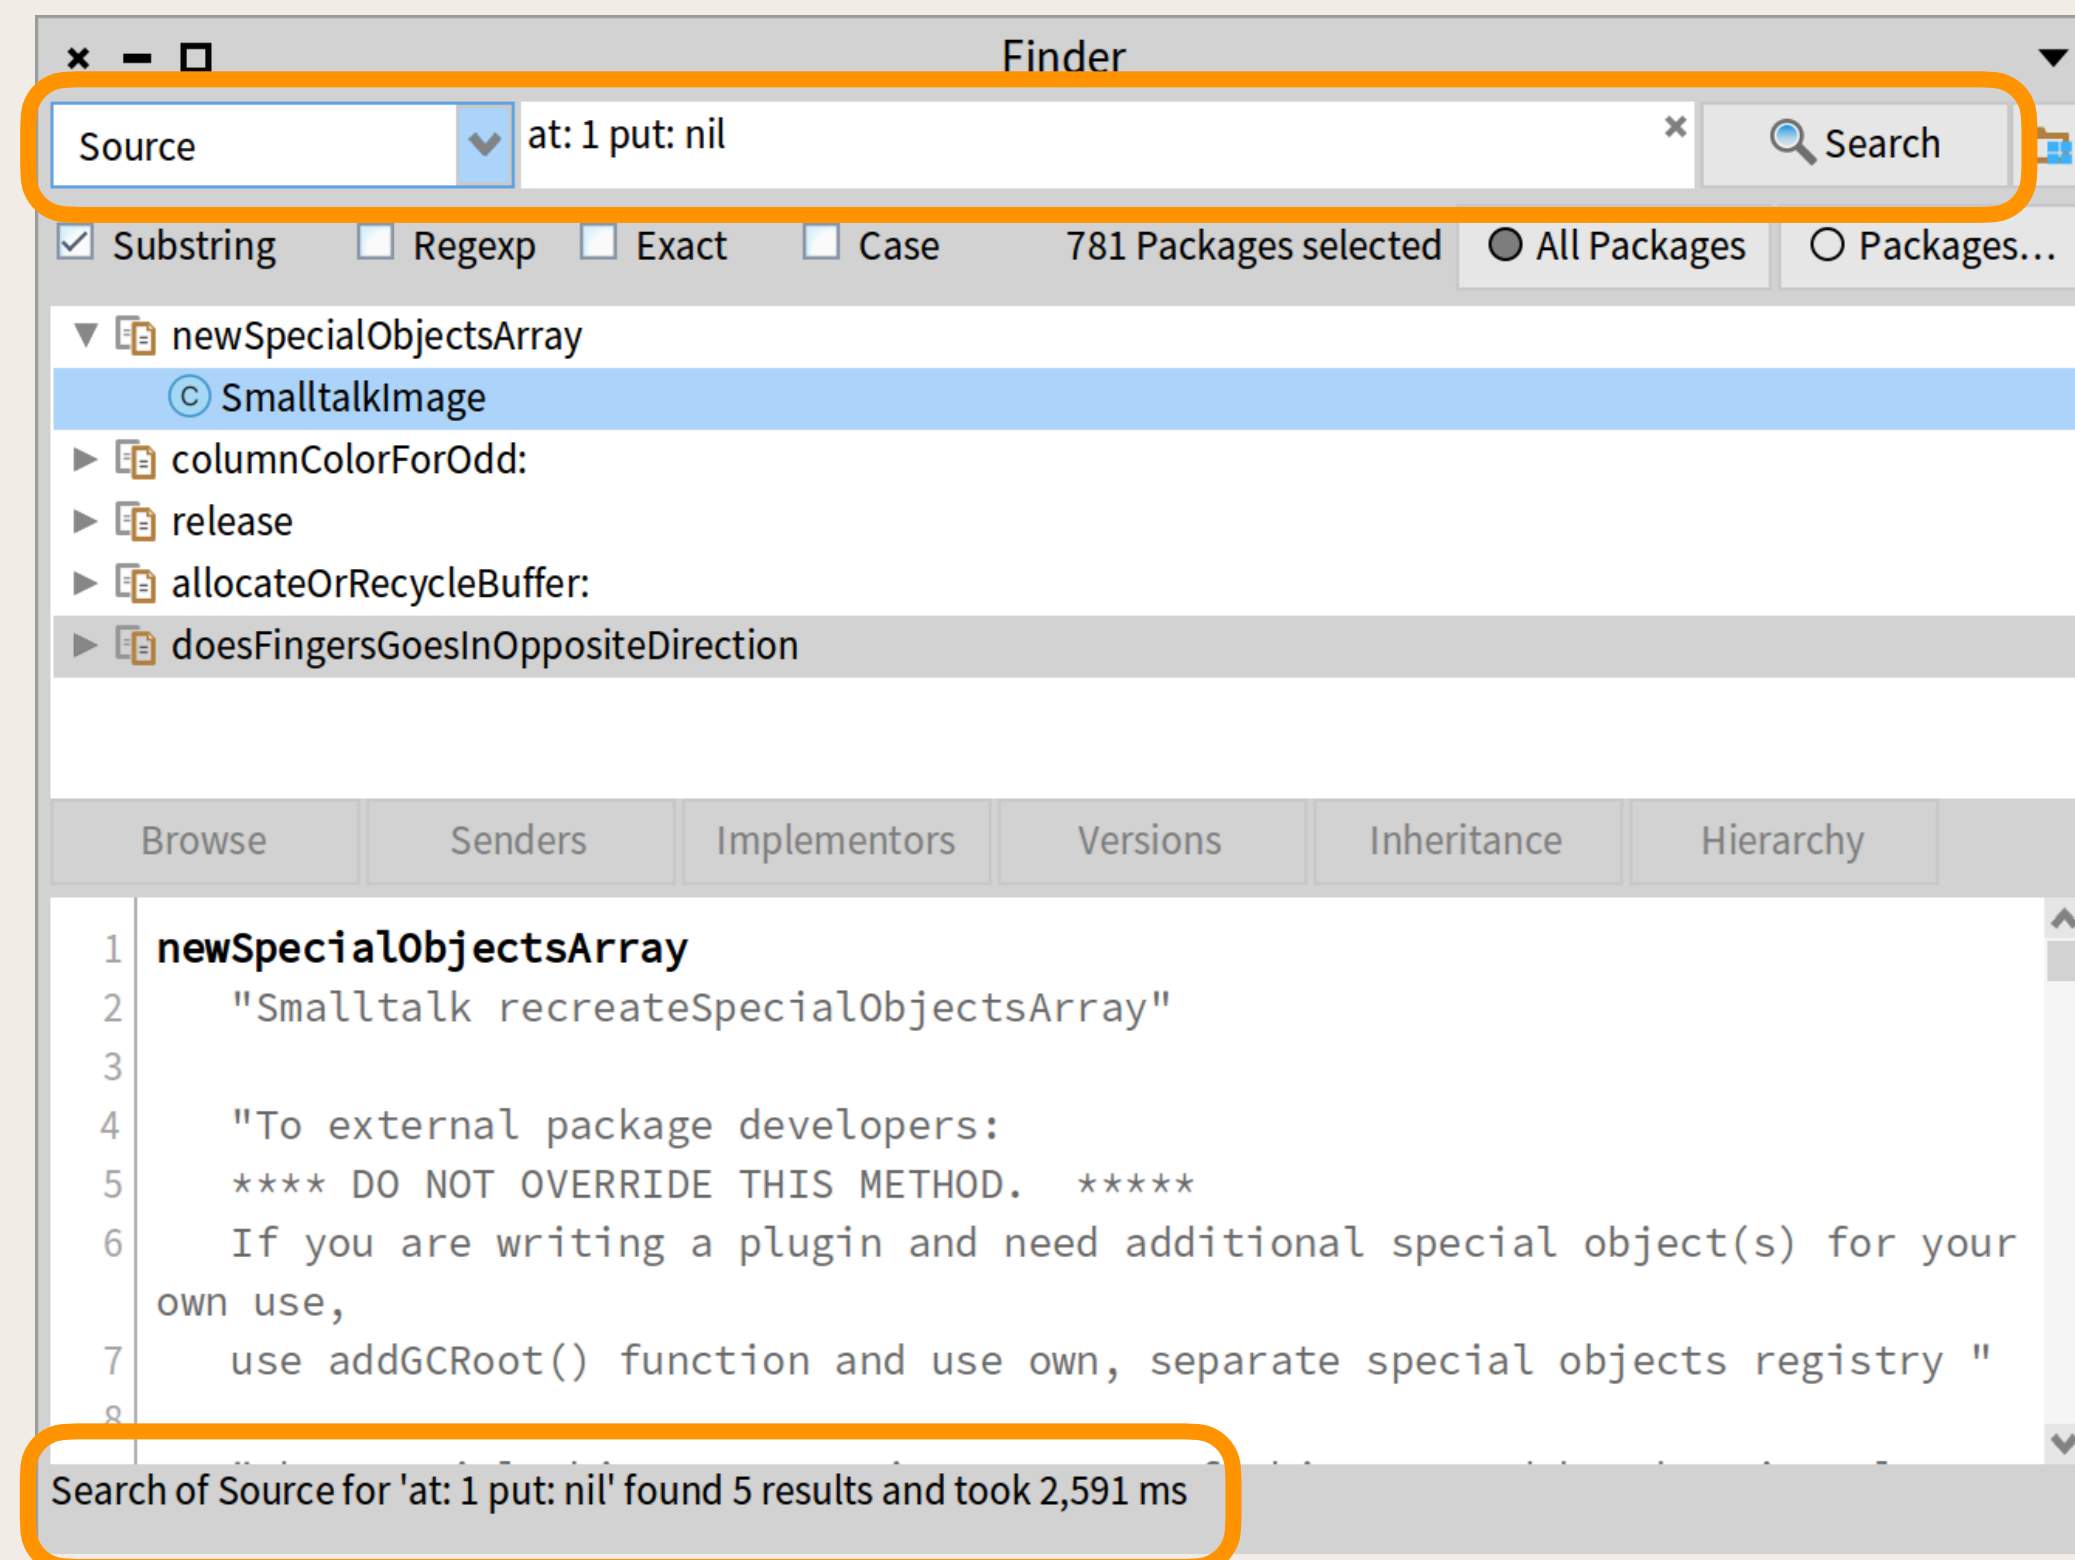 Finder
Source at: 1 put: nil Search
Substring Regexp Exact Case 781 Packages selected All Packages Packages...
newSpecialObjectsArray
C SmalltalkImage
columnColorForOdd:
release
allocateOrRecycleBuffer:
doesFingersGoesInOppositeDirection
Browse Senders Implementors Versions Inheritance Hierarchy
1 newSpecialObjectsArray
2 "Smalltalk recreateSpecialObjectsArray"
3
4 "To external package developers:
5 **** DO NOT OVERRIDE THIS METHOD. *****
6 If you are writing a plugin and need additional special object(s) for your
own use,
7 use addGCRoot() function and use own, separate special objects registry "
8
Search of Source for 'at: 1 put: nil' found 5 results and took 2,591 ms